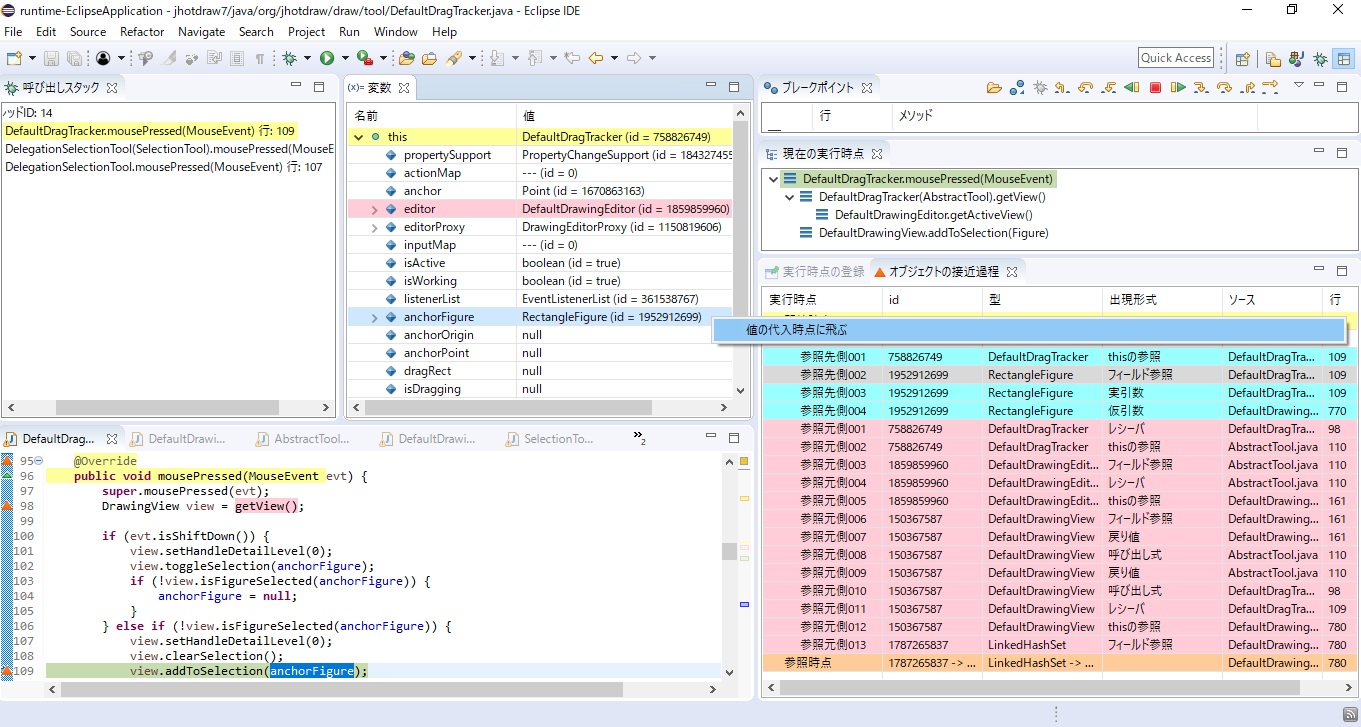 runtime-EclipseApplication - jhotdraw7/java/org/jhotdraw/draw/tool/DefaultDragTracker.java - Eclipse IDE
File Edit Source Refactor Navigate Search Project Run Window Help
Quick Access
呼び出しスタック
ッドID: 14
DefaultDragTracker.mousePressed(MouseEvent) 行: 109
DelegationSelectionTool(SelectionTool).mousePressed(MouseE
DelegationSelectionTool.mousePressed(MouseEvent) 行: 107
(x)= 変数
名前 値
this DefaultDragTracker (id = 758826749)
propertySupport PropertyChangeSupport (id = 184327455
actionMap --- (id = 0)
anchor Point (id = 1670863163)
editor DefaultDrawingEditor (id = 1859859960)
editorProxy DrawingEditorProxy (id = 1150819606)
inputMap --- (id = 0)
isActive boolean (id = true)
isWorking boolean (id = true)
listenerList EventListenerList (id = 361538767)
anchorFigure RectangleFigure (id = 1952912699)
anchorOrigin null
anchorPoint null
dragRect null
isDragging null
ブレークポイント
行 メソッド
現在の実行時点
DefaultDragTracker.mousePressed(MouseEvent)
DefaultDragTracker(AbstractTool).getView()
DefaultDrawingEditor.getActiveView()
DefaultDrawingView.addToSelection(Figure)
実行時点の登録 オブジェクトの接近過程
実行時点 id 型 出現形式 ソース 行
値の代入時点に飛ぶ
参照先側001 758826749 DefaultDragTracker thisの参照 DefaultDragTra... 109
参照先側002 1952912699 RectangleFigure フィールド参照 DefaultDragTra... 109
参照先側003 1952912699 RectangleFigure 実引数 DefaultDragTra... 109
参照先側004 1952912699 RectangleFigure 仮引数 DefaultDrawing... 770
参照元側001 758826749 DefaultDragTracker レシーバ DefaultDragTra... 98
参照元側002 758826749 DefaultDragTracker thisの参照 AbstractTool.java 110
参照元側003 1859859960 DefaultDrawingEdit... フィールド参照 AbstractTool.java 110
参照元側004 1859859960 DefaultDrawingEdit... レシーバ AbstractTool.java 110
参照元側005 1859859960 DefaultDrawingEdit... thisの参照 DefaultDrawing... 161
参照元側006 150367587 DefaultDrawingView フィールド参照 DefaultDrawing... 161
参照元側007 150367587 DefaultDrawingView 戻り値 DefaultDrawing... 161
参照元側008 150367587 DefaultDrawingView 呼び出し式 AbstractTool.java 110
参照元側009 150367587 DefaultDrawingView 戻り値 AbstractTool.java 110
参照元側010 150367587 DefaultDrawingView 呼び出し式 DefaultDragTra... 98
参照元側011 150367587 DefaultDrawingView レシーバ DefaultDragTra... 109
参照元側012 150367587 DefaultDrawingView thisの参照 DefaultDrawing... 780
参照元側013 1787265837 LinkedHashSet フィールド参照 DefaultDrawing... 780
参照時点 1787265837 -> ... LinkedHashSet -> ... DefaultDrawing... 780
DefaultDrag... DefaultDrawi... AbstractTool... DefaultDrawi... SelectionTo... »2
95 @Override
96 public void mousePressed(MouseEvent evt) {
97 super.mousePressed(evt);
98 DrawingView view = getView();
99
100 if (evt.isShiftDown()) {
101 view.setHandleDetailLevel(0);
102 view.toggleSelection(anchorFigure);
103 if (!view.isFigureSelected(anchorFigure)) {
104 anchorFigure = null;
105 }
106 } else if (!view.isFigureSelected(anchorFigure)) {
107 view.setHandleDetailLevel(0);
108 view.clearSelection();
109 view.addToSelection(anchorFigure);